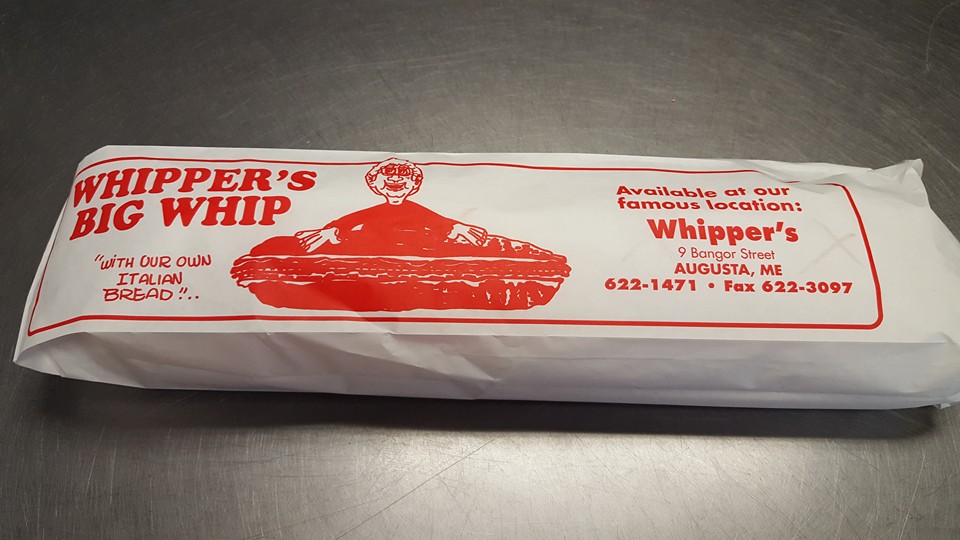 WHIPPER'S
BIG WHIP
"WITH OUR OWN
ITALIAN
BREAD"..
Available at our
famous location:
Whipper's
9 Bangor Street
AUGUSTA, ME
622-1471 • Fax 622-3097